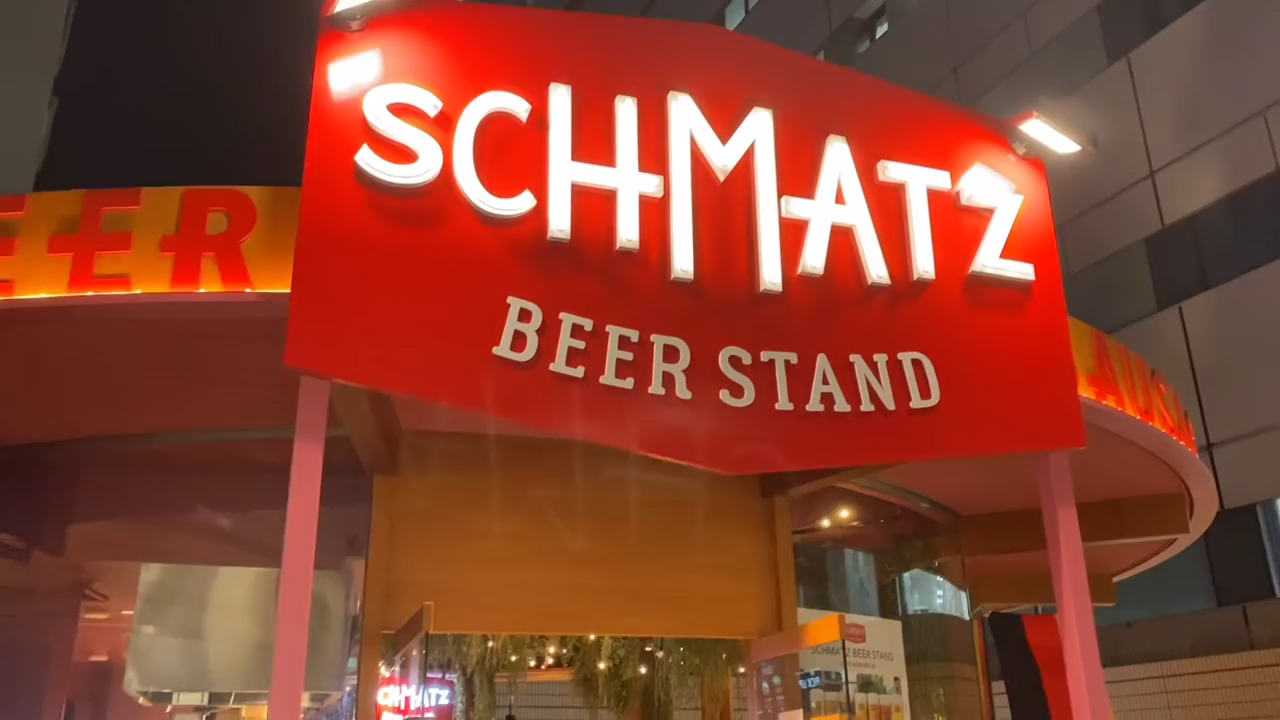 SCHMATZ
BEER STAND
EER
SCHMATZ
SCHMATZ BEER STAND